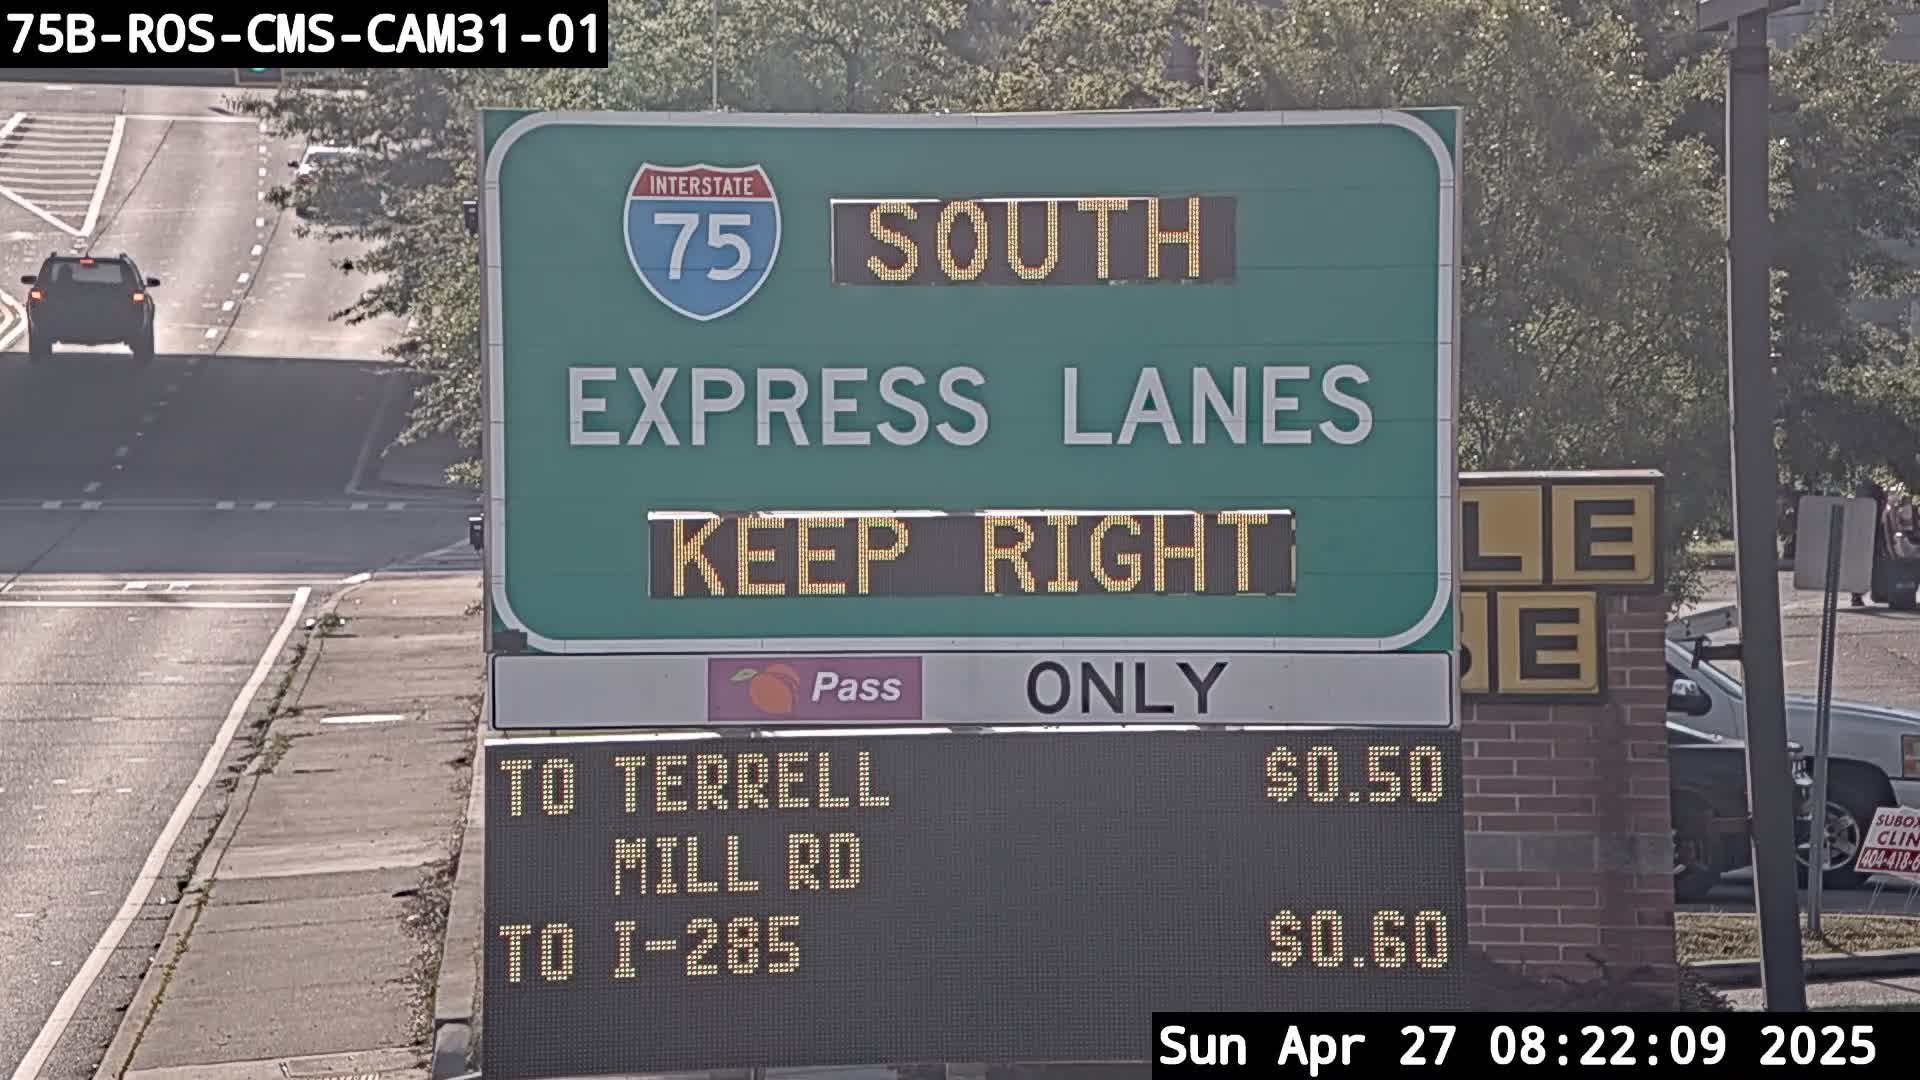 75B-ROS-CMS-CAM31-01
INTERSTATE
75
SOUTH
EXPRESS LANES
KEEP RIGHT
Pass ONLY
TO TERRELL $0.50
MILL RD
TO I-285 $0.60
LE
E
Sun Apr 27 08:22:09 2025